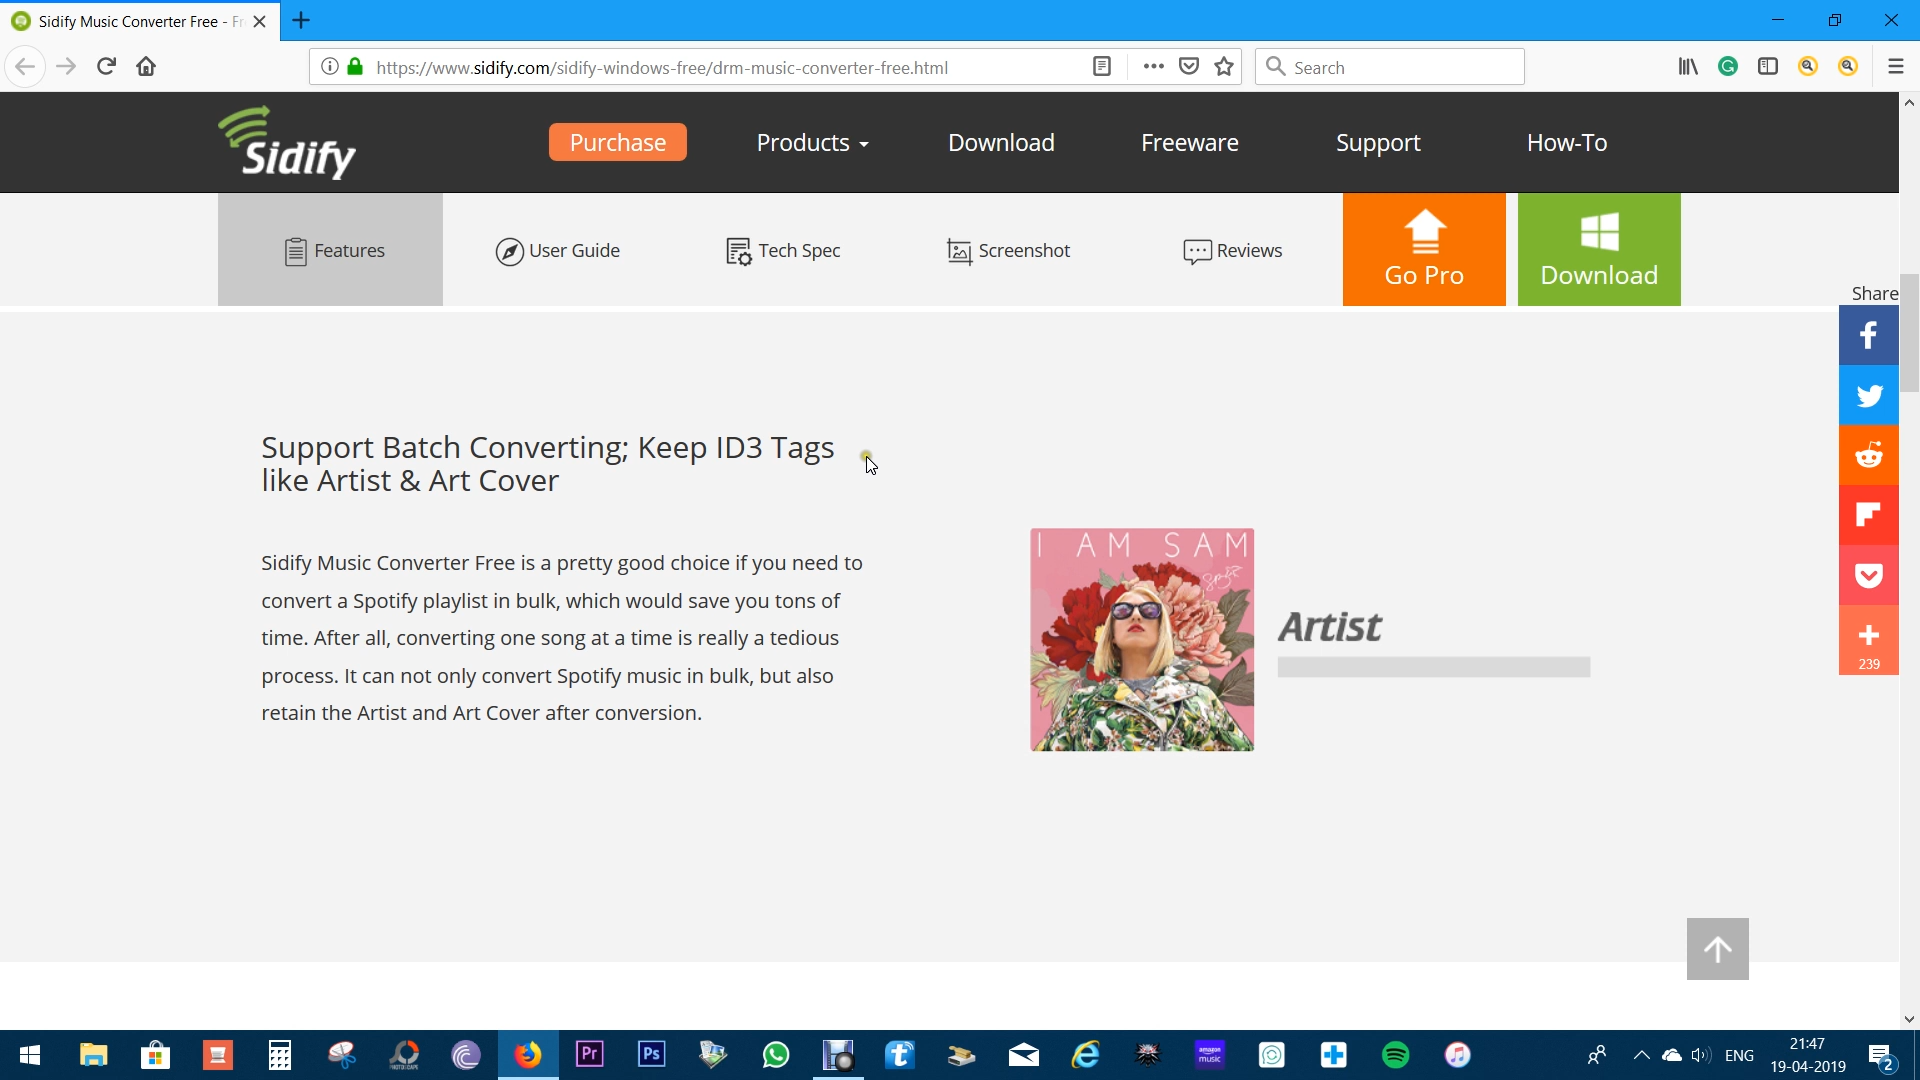 Sidify Music Converter Free - Fr
https://www.sidify.com/sidify-windows-free/drm-music-converter-free.html
Search
Sidify
Purchase
Products
Download
Freeware
Support
How-To
Features
User Guide
Tech Spec
Screenshot
Reviews
Go Pro
Download
Share
Support Batch Converting; Keep ID3 Tags
like Artist & Art Cover
Sidify Music Converter Free is a pretty good choice if you need to
convert a Spotify playlist in bulk, which would save you tons of
time. After all, converting one song at a time is really a tedious
process. It can not only convert Spotify music in bulk, but also
retain the Artist and Art Cover after conversion.
I AM SAM
Artist
239
Pr
Ps
amazon music
ENG
21:47
19-04-2019
2